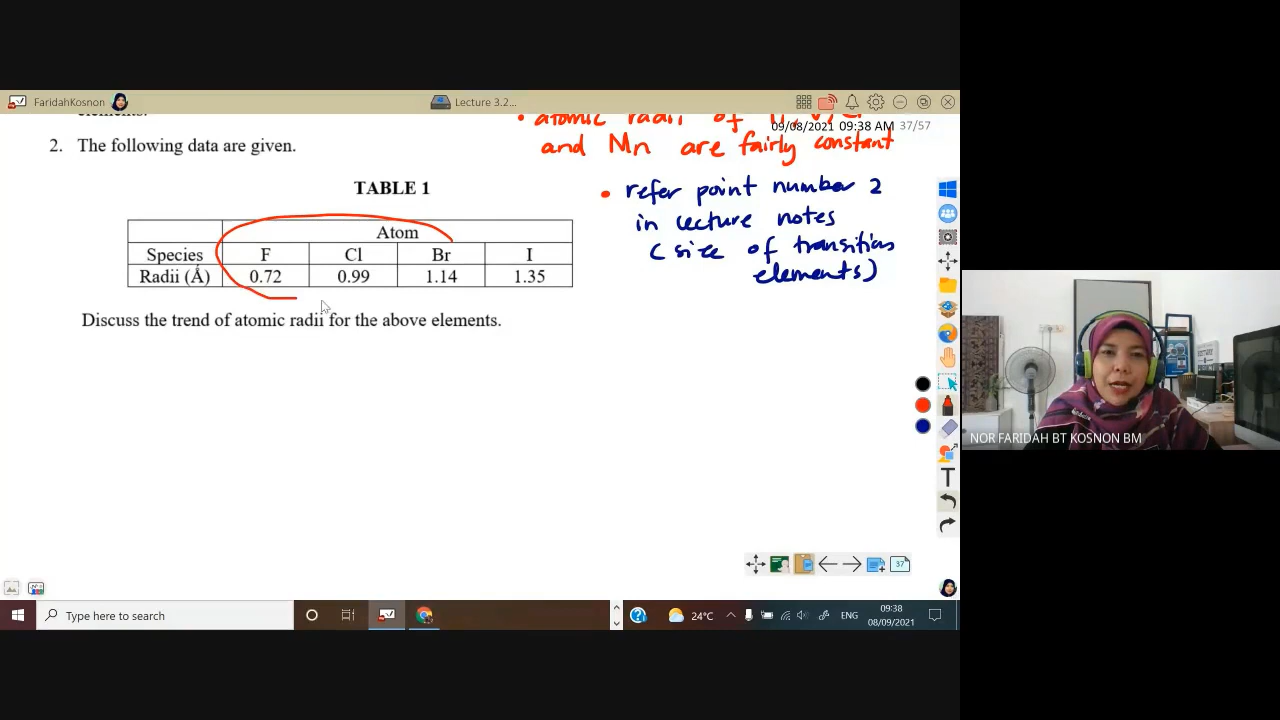 FaridahKosnon
Lecture 3.2...
elements.
• atomic radii of
09/08/2021 09:38 AM 37/57
and Mn are fairly constant
2. The following data are given.
TABLE 1
• refer point number 2
in lecture notes
( size of transition
elements)
Atom
Species F Cl Br I
Radii (Å) 0.72 0.99 1.14 1.35
Discuss the trend of atomic radii for the above elements.
NOR FARIDAH BT KOSNON BM
T
37
Type here to search
24°C
ENG
09:38
08/09/2021